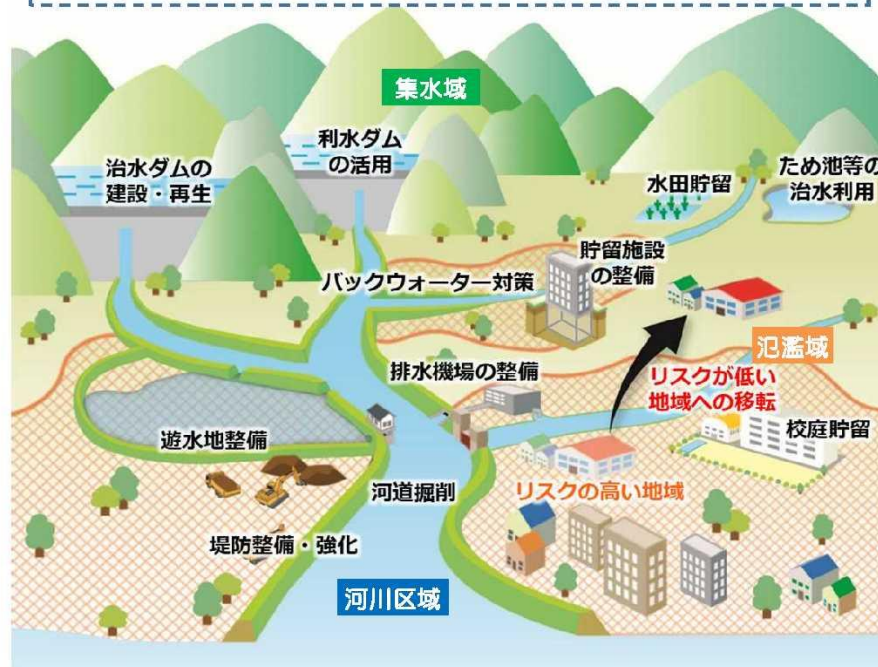 集水域
利水ダム
の活用
治水ダムの
建設・再生
水田貯留
ため池等の
治水利用
貯留施設
の整備
バックウォーター対策
氾濫域
排水機場の整備
リスクが低い
地域への移転
校庭貯留
遊水地整備
河道掘削
リスクの高い地域
堤防整備・強化
河川区域